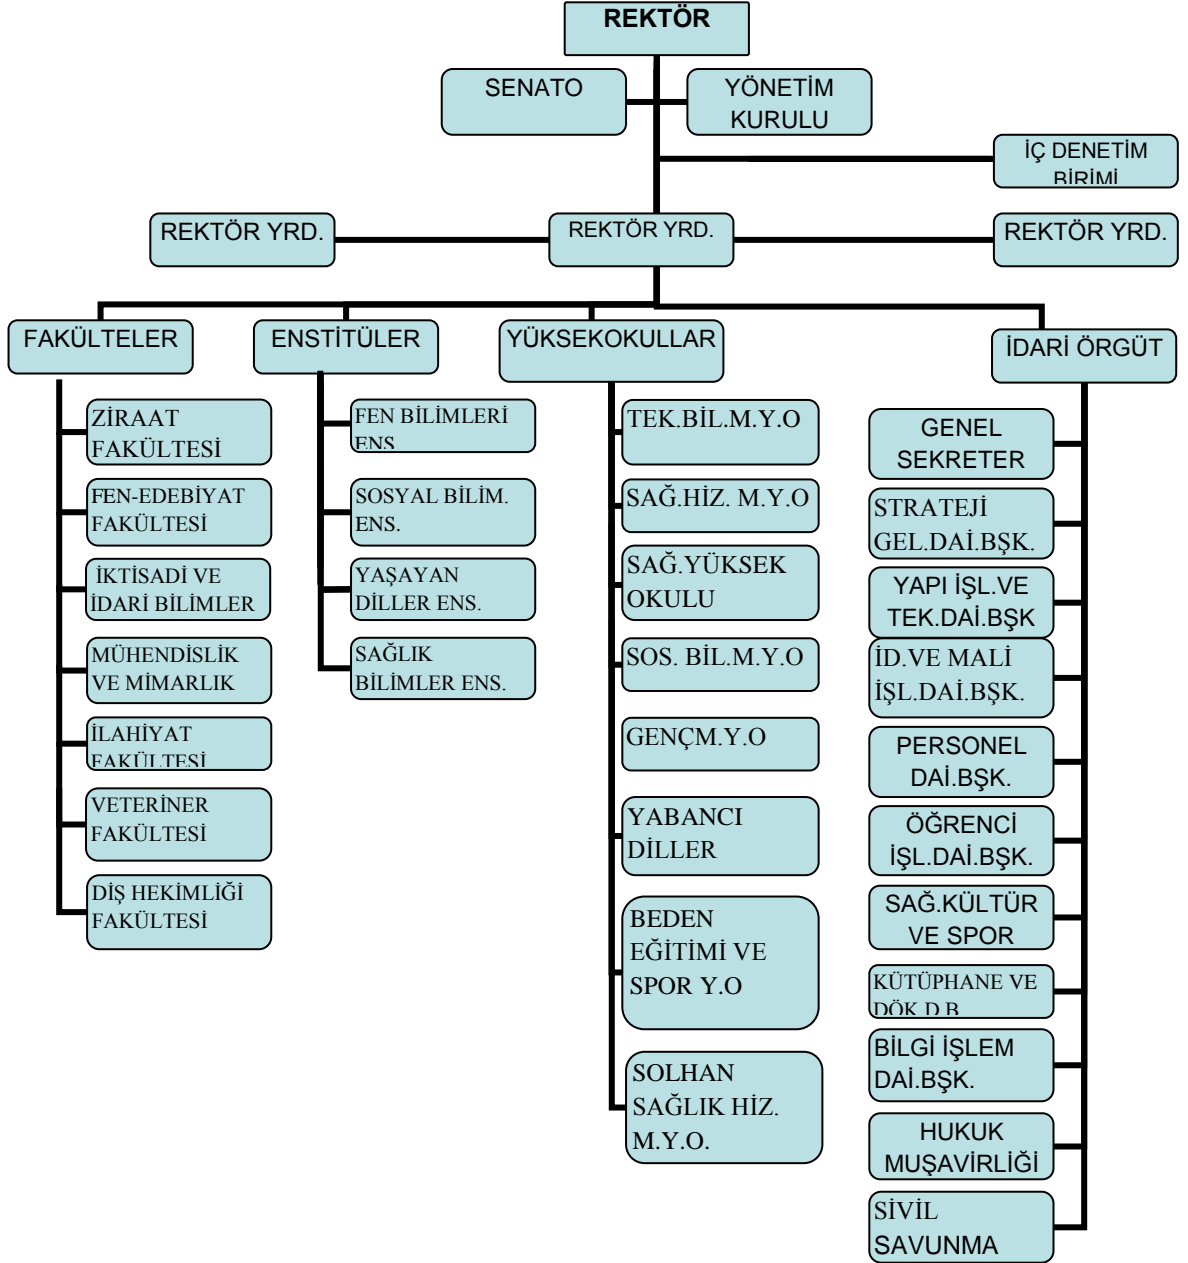 REKTÖR
SENATO
YÖNETİM
KURULU
İÇ DENETİM
BİRİMİ
REKTÖR YRD.
REKTÖR YRD.
REKTÖR YRD.
FAKÜLTELER
ZİRAAT
FAKÜLTESİ
FEN-EDEBİYAT
FAKÜLTESİ
İKTİSADİ VE
İDARİ BİLİMLER
MÜHENDİSLİK
VE MİMARLIK
İLAHİYAT
FAKÜLTESİ
VETERİNER
FAKÜLTESİ
DİŞ HEKİMLİĞİ
FAKÜLTESİ
ENSTİTÜLER
FEN BİLİMLERİ
ENS.
SOSYAL BİLİM.
ENS.
YAŞAYAN
DİLLER ENS.
SAĞLIK
BİLİMLER ENS.
YÜKSEKOKULLAR
TEK.BİL.M.Y.O
SAĞ.HİZ. M.Y.O
SAĞ.YÜKSEK
OKULU
SOS. BİL.M.Y.O
GENÇM.Y.O
YABANCI
DİLLER
BEDEN
EĞİTİMİ VE
SPOR Y.O
SOLHAN
SAĞLIK HİZ.
M.Y.O.
İDARİ ÖRGÜT
GENEL
SEKRETER
STRATEJİ
GEL.DAİ.BŞK.
YAPI İŞL.VE
TEK.DAİ.BŞK
İD.VE MALİ
İŞL.DAİ.BŞK.
PERSONEL
DAİ.BŞK.
ÖĞRENCİ
İŞL.DAİ.BŞK.
SAĞ.KÜLTÜR
VE SPOR
KÜTÜPHANE VE
DÖK.D.B.
BİLGİ İŞLEM
DAİ.BŞK.
HUKUK
MUŞAVİRLİĞİ
SİVİL
SAVUNMA